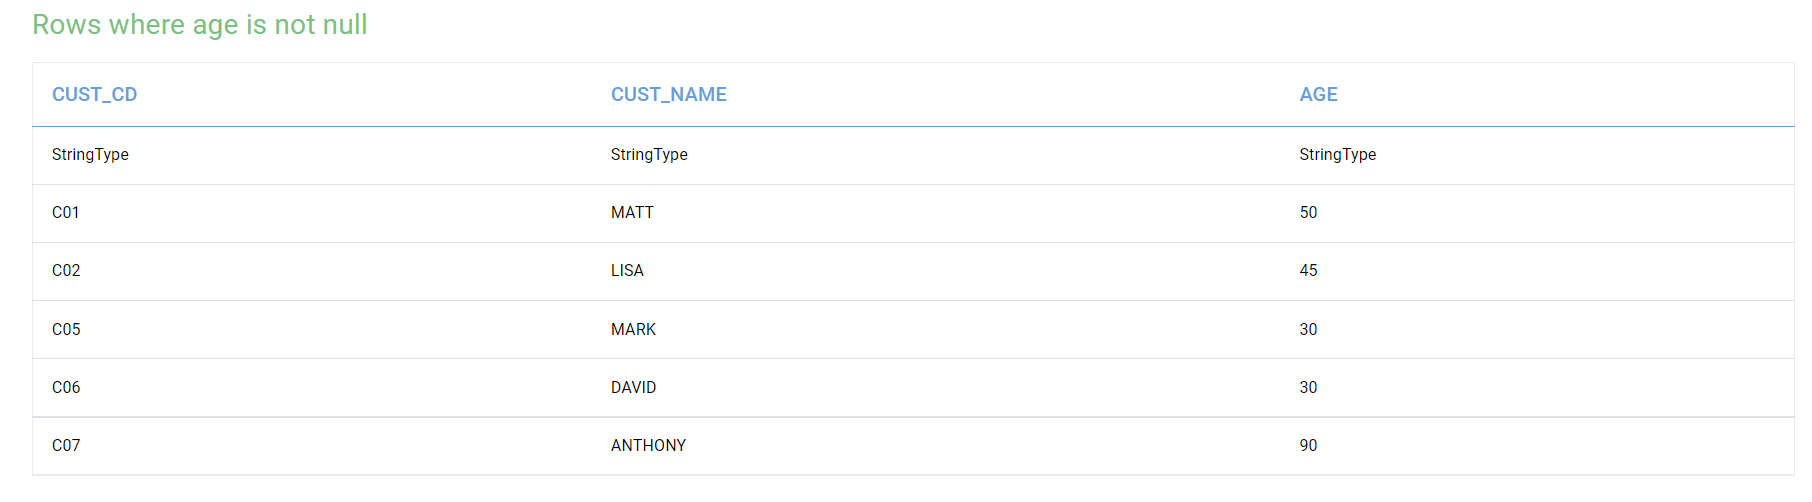 Rows where age is not null
CUST_CD CUST_NAME AGE
StringType StringType StringType
C01 MATT 50
C02 LISA 45
C05 MARK 30
C06 DAVID 30
C07 ANTHONY 90